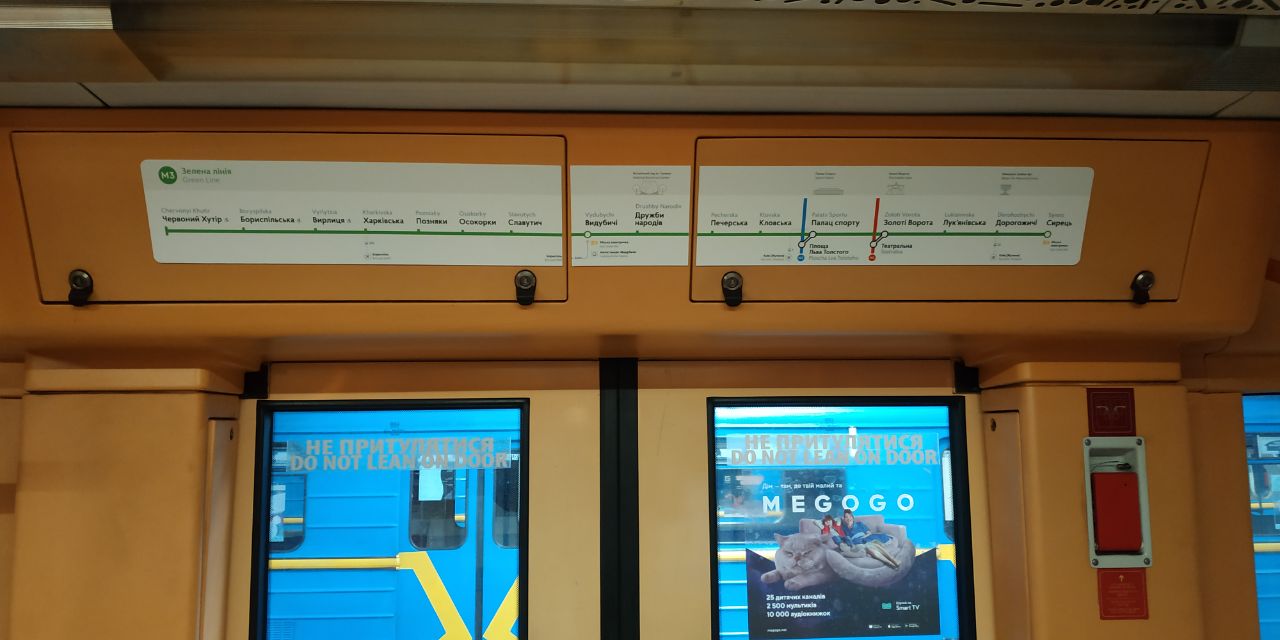 M3 Зелена лінія
Green Line
Chervonyi Khutir
Червоний Хутір
Boryspilska
Бориспільська
Vyrlytsia
Вирлиця
Kharkivska
Харківська
Pozniaky
Позняки
Osokorky
Осокорки
Slavutych
Славутич
Vydubychi
Видубичі
Druzhby Narodiv
Дружби
народів
Pecherska
Печерська
Klovska
Кловська
Palats Sportu
Палац спорту
Zoloti Vorota
Золоті Ворота
Lukianivska
Лук'янівська
Dorohozhychi
Дорогожичі
Syrets
Сирець
Площа
Льва Толстого
Ploshcha Lva Tolstoho
Театральна
Teatralna
НЕ ПРИТУЛЯТИСЯ
DO NOT LEAN ON DOOR
НЕ ПРИТУЛЯТИСЯ
DO NOT LEAN ON DOOR
Дім — там, де твій малий та
MEGOGO
25 дитячих каналів
2 500 мультиків
10 000 аудіокнижок
Smart TV
megogo.net